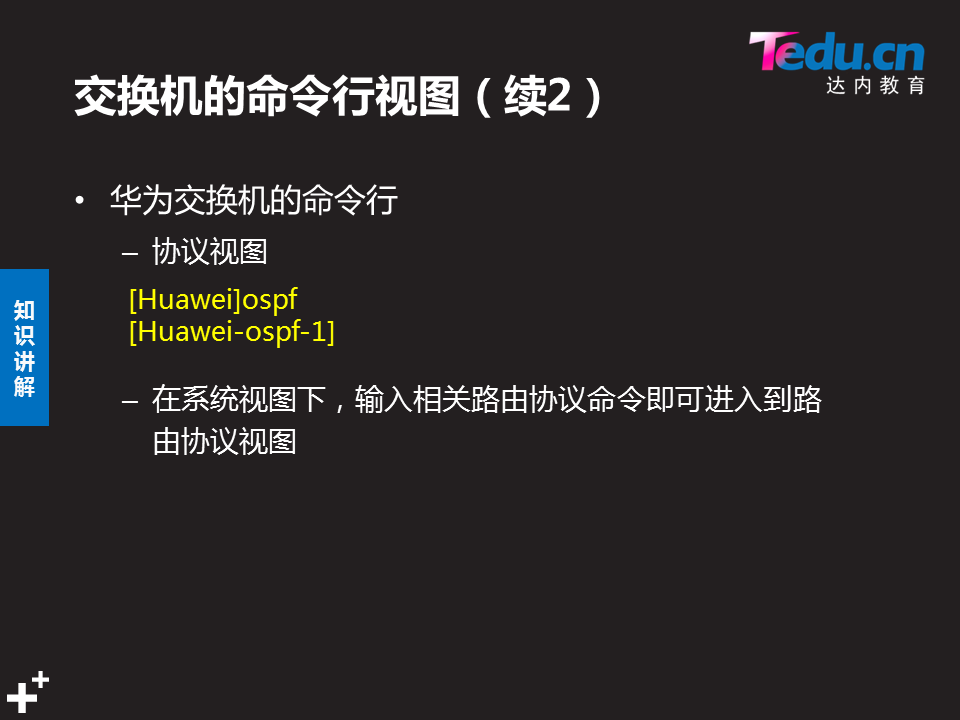 Tedu.cn
达内教育
交换机的命令行视图（续2）
• 华为交换机的命令行
– 协议视图
[Huawei]ospf
[Huawei-ospf-1]
– 在系统视图下，输入相关路由协议命令即可进入到路
由协议视图
知
识
讲
解